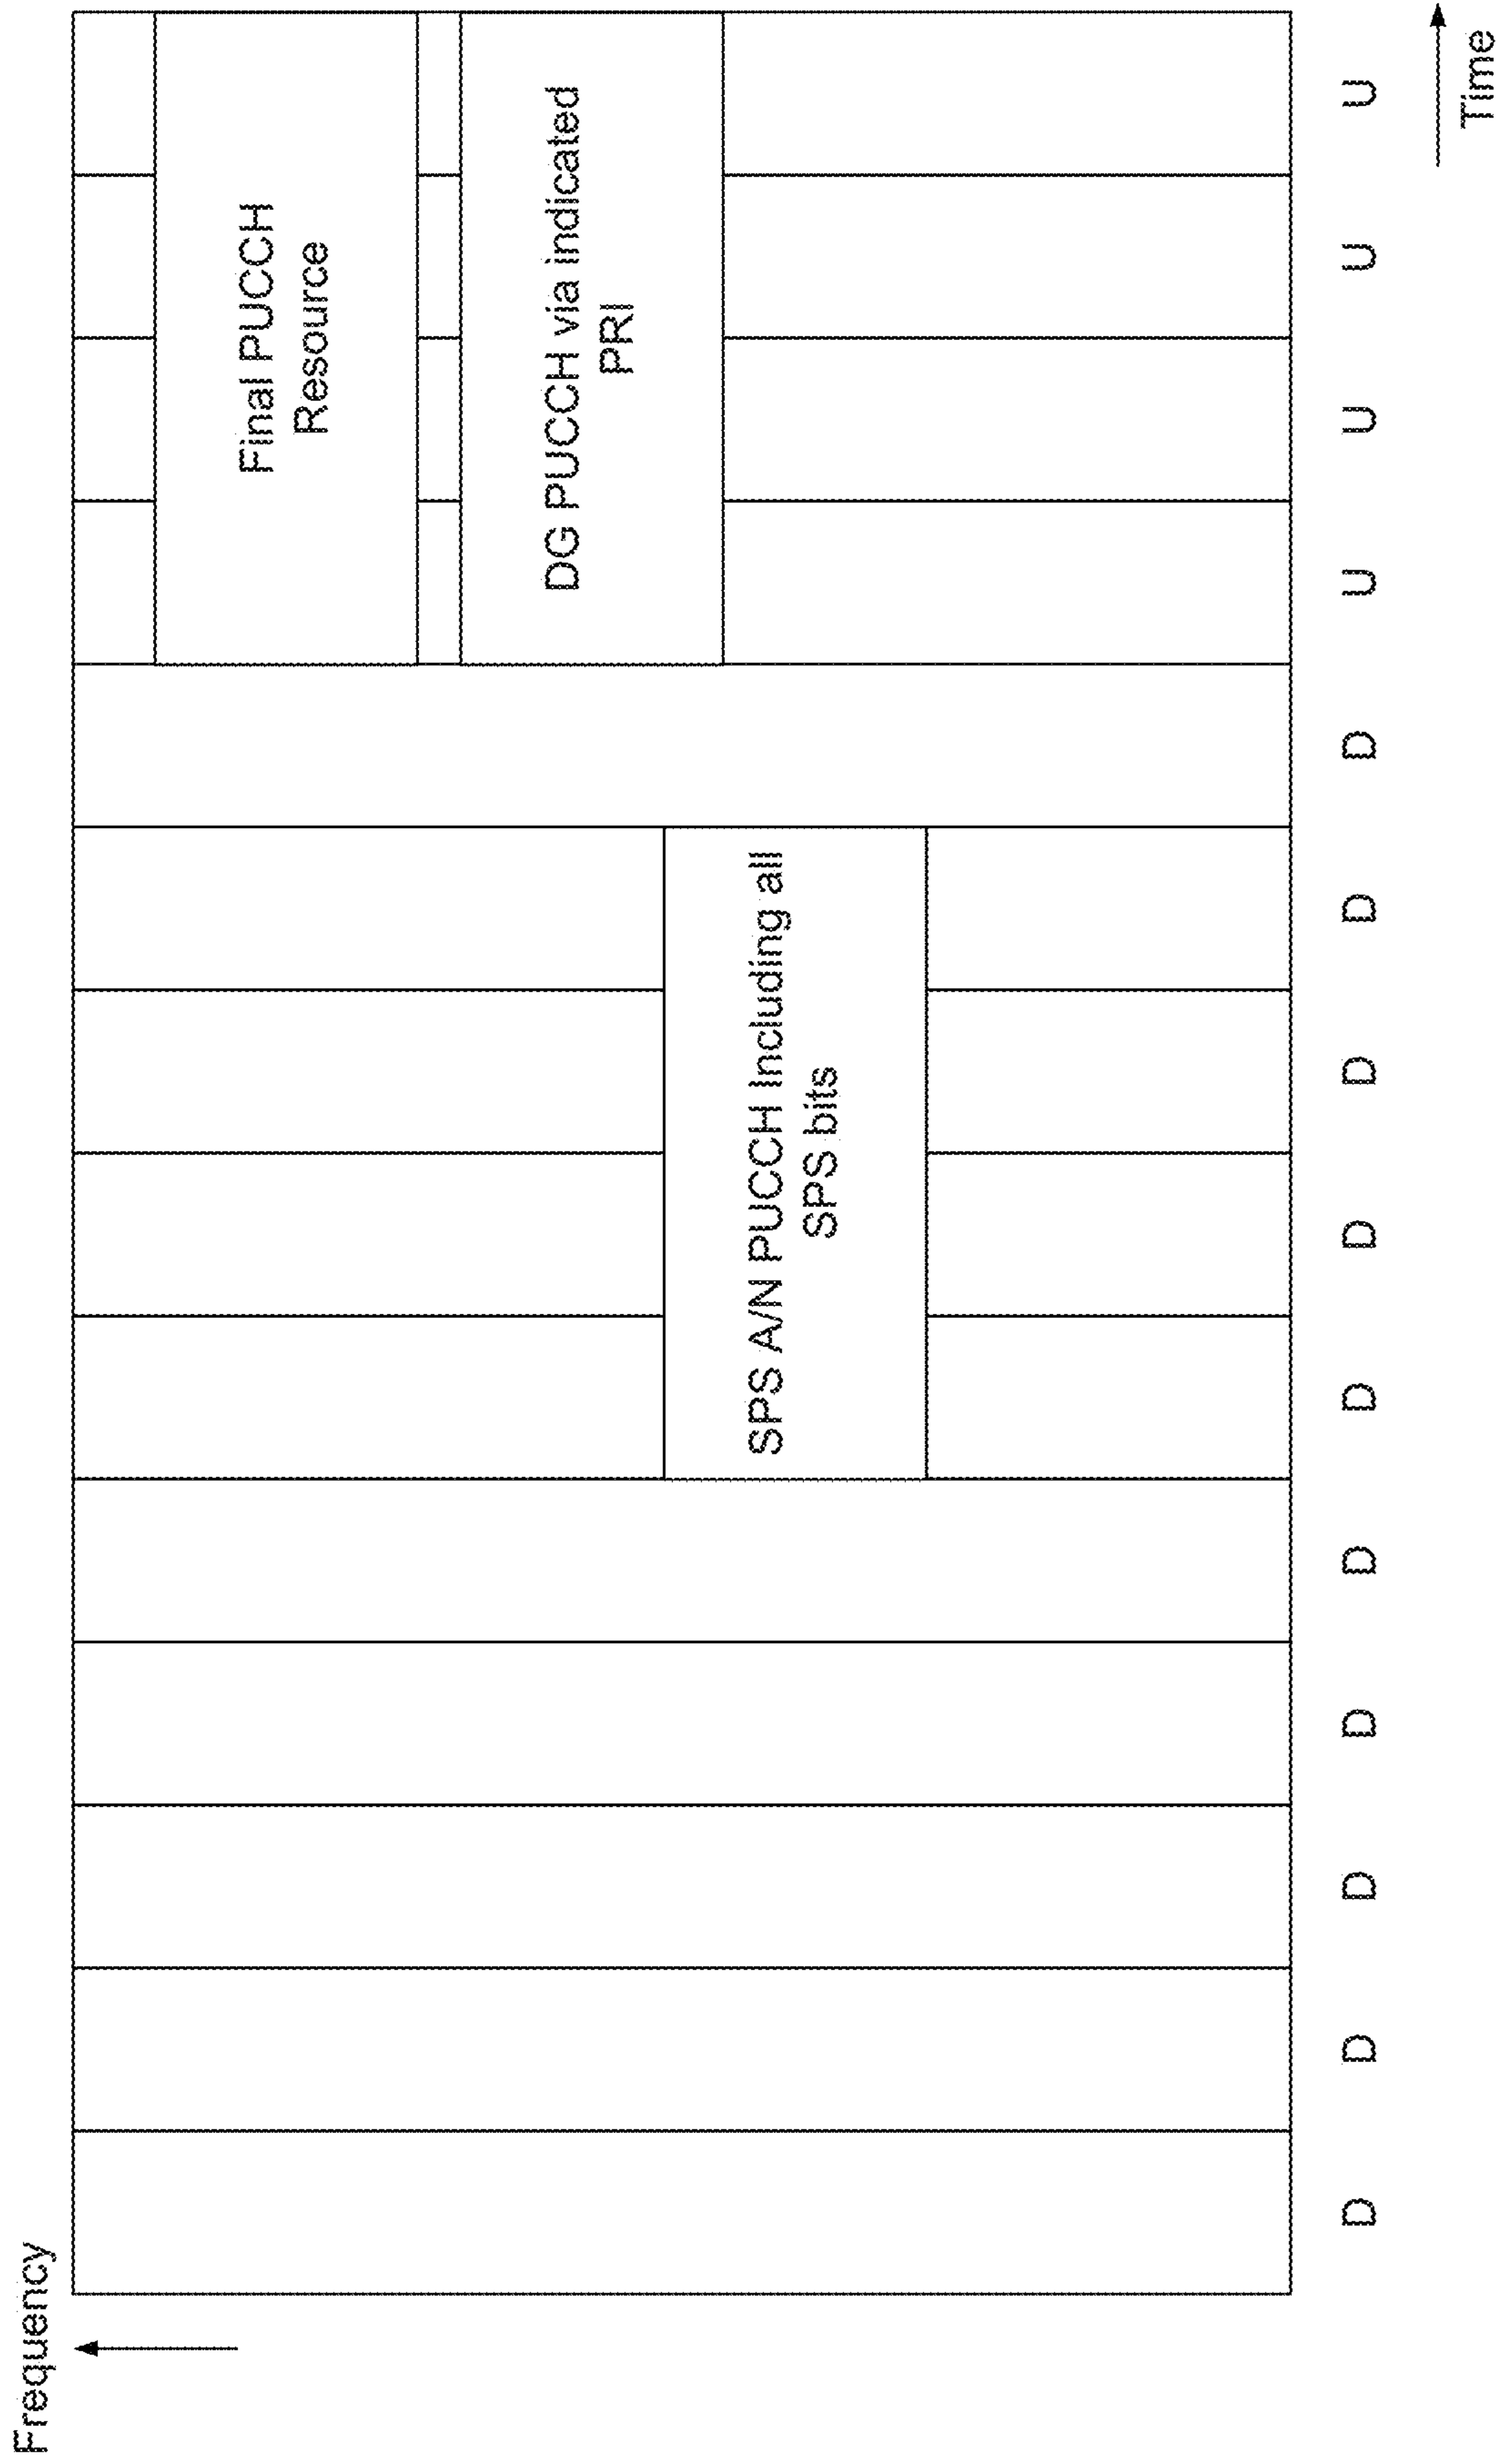 Frequency
Final PUCCH
Resource
DG PUCCH via indicated
PRI
SPS A/N PUCCH Including all
SPS bits
D D D D D D D D D D U U U U
Time